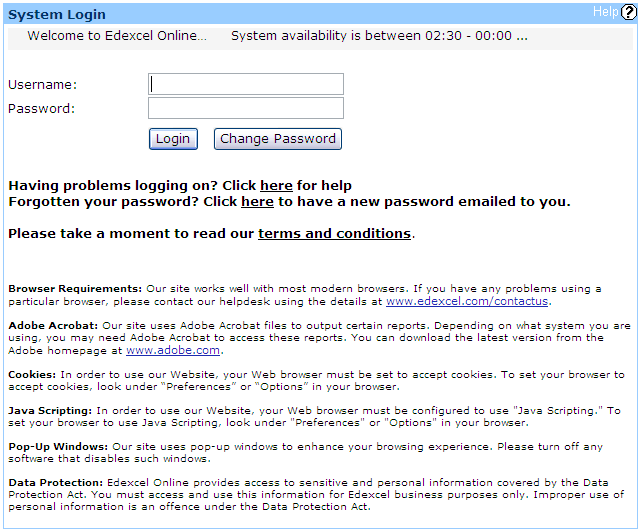 System Login
Help ?
Welcome to Edexcel Online... System availability is between 02:30 - 00:00 ...
Username:
Password:
Login Change Password
Having problems logging on? Click here for help
Forgotten your password? Click here to have a new password emailed to you.
Please take a moment to read our terms and conditions.
Browser Requirements: Our site works well with most modern browsers. If you have any problems using a
particular browser, please contact our helpdesk using the details at www.edexcel.com/contactus.
Adobe Acrobat: Our site uses Adobe Acrobat files to output certain reports. Depending on what system you are
using, you may need Adobe Acrobat to access these reports. You can download the latest version from the
Adobe homepage at www.adobe.com.
Cookies: In order to use our Website, your Web browser must be set to accept cookies. To set your browser to
accept cookies, look under “Preferences” or “Options” in your browser.
Java Scripting: In order to use our Website, your Web browser must be configured to use "Java Scripting." To
set your browser to use Java Scripting, look under "Preferences" or "Options" in your browser.
Pop-Up Windows: Our site uses pop-up windows to enhance your browsing experience. Please turn off any
software that disables such windows.
Data Protection: Edexcel Online provides access to sensitive and personal information covered by the Data
Protection Act. You must access and use this information for Edexcel business purposes only. Improper use of
personal information is an offence under the Data Protection Act.